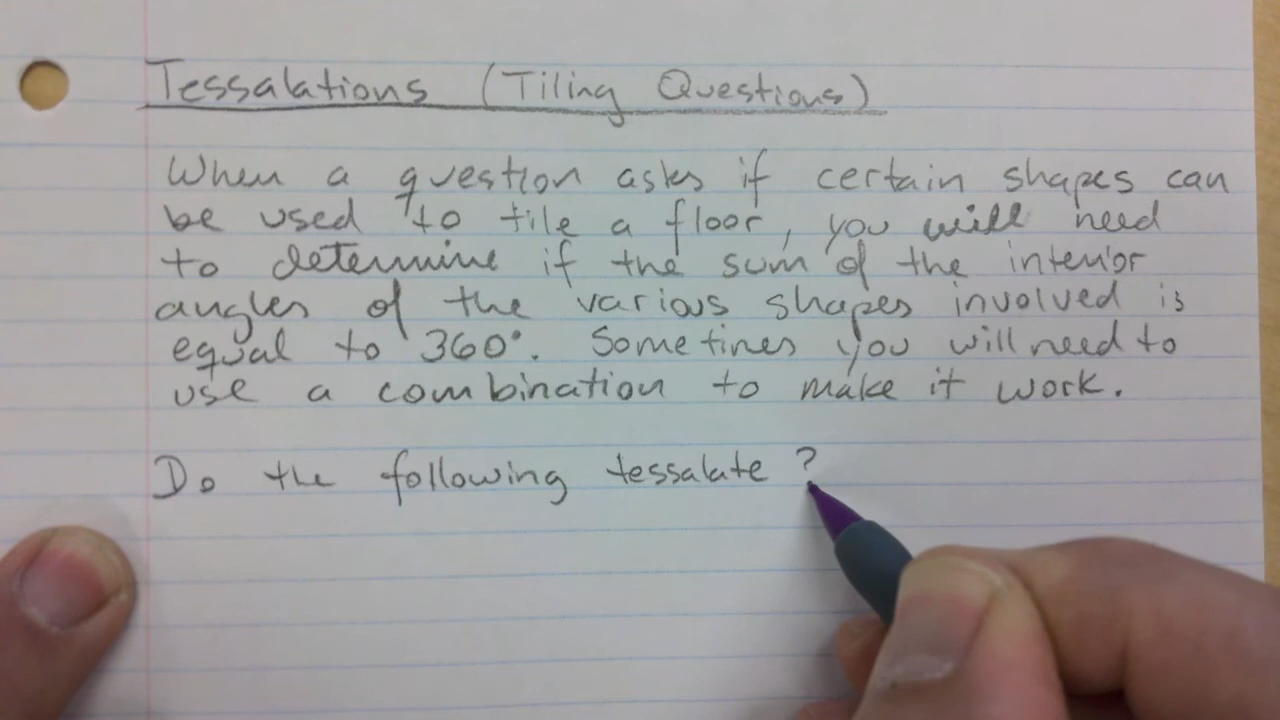 Tessalations (Tiling Questions)
When a question asks if certain shapes can
be used to tile a floor, you will need
to determine if the sum of the interior
angles of the various shapes involved is
equal to 360°. Sometimes you will need to
use a combination to make it work.
Do the following tessalate?